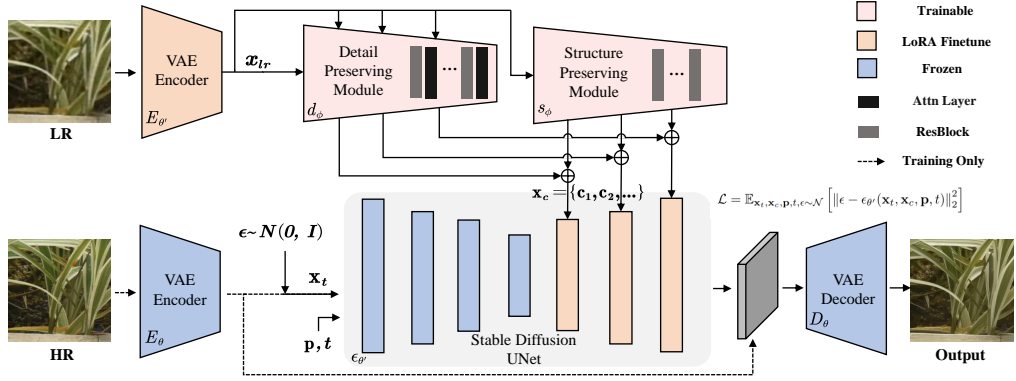 VAE
Encoder
E_θ'
LR
x_lr
Detail
Preserving
Module
...
d_ϕ
Structure
Preserving
Module
...
s_ϕ
Trainable
LoRA Finetune
Frozen
Attn Layer
ResBlock
Training Only
x_c = {c_1, c_2, ...}
ℒ = 𝔼_{x_t, x_c, p, t, ϵ∼𝒩} [‖ϵ − ϵ_θ'(x_t, x_c, p, t)‖_2^2]
HR
VAE
Encoder
E_θ
ϵ~N(0, I)
x_t
p, t
ϵ_θ'
Stable Diffusion
UNet
VAE
Decoder
D_θ
Output